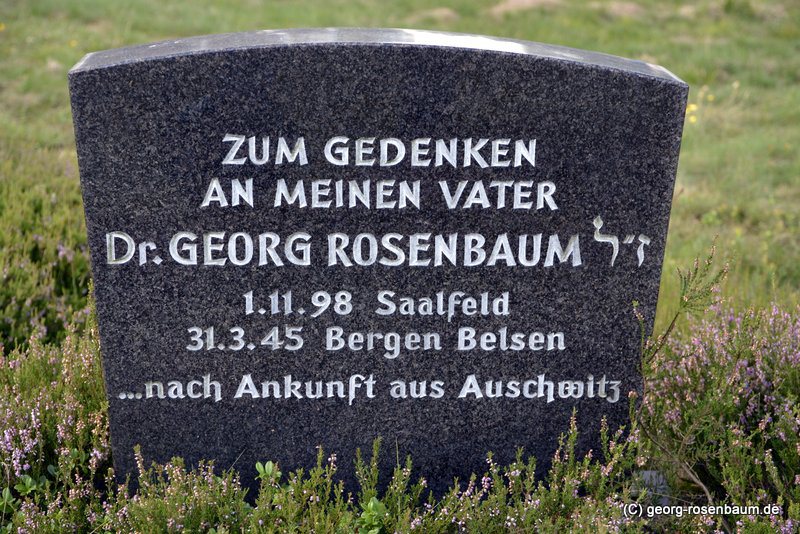 ZUM GEDENKEN
AN MEINEN VATER
Dr. GEORG ROSENBAUM ז״ל
1.11.98 Saalfeld
31.3.45 Bergen Belsen
...nach Ankunft aus Auschwitz
(C) georg-rosenbaum.de